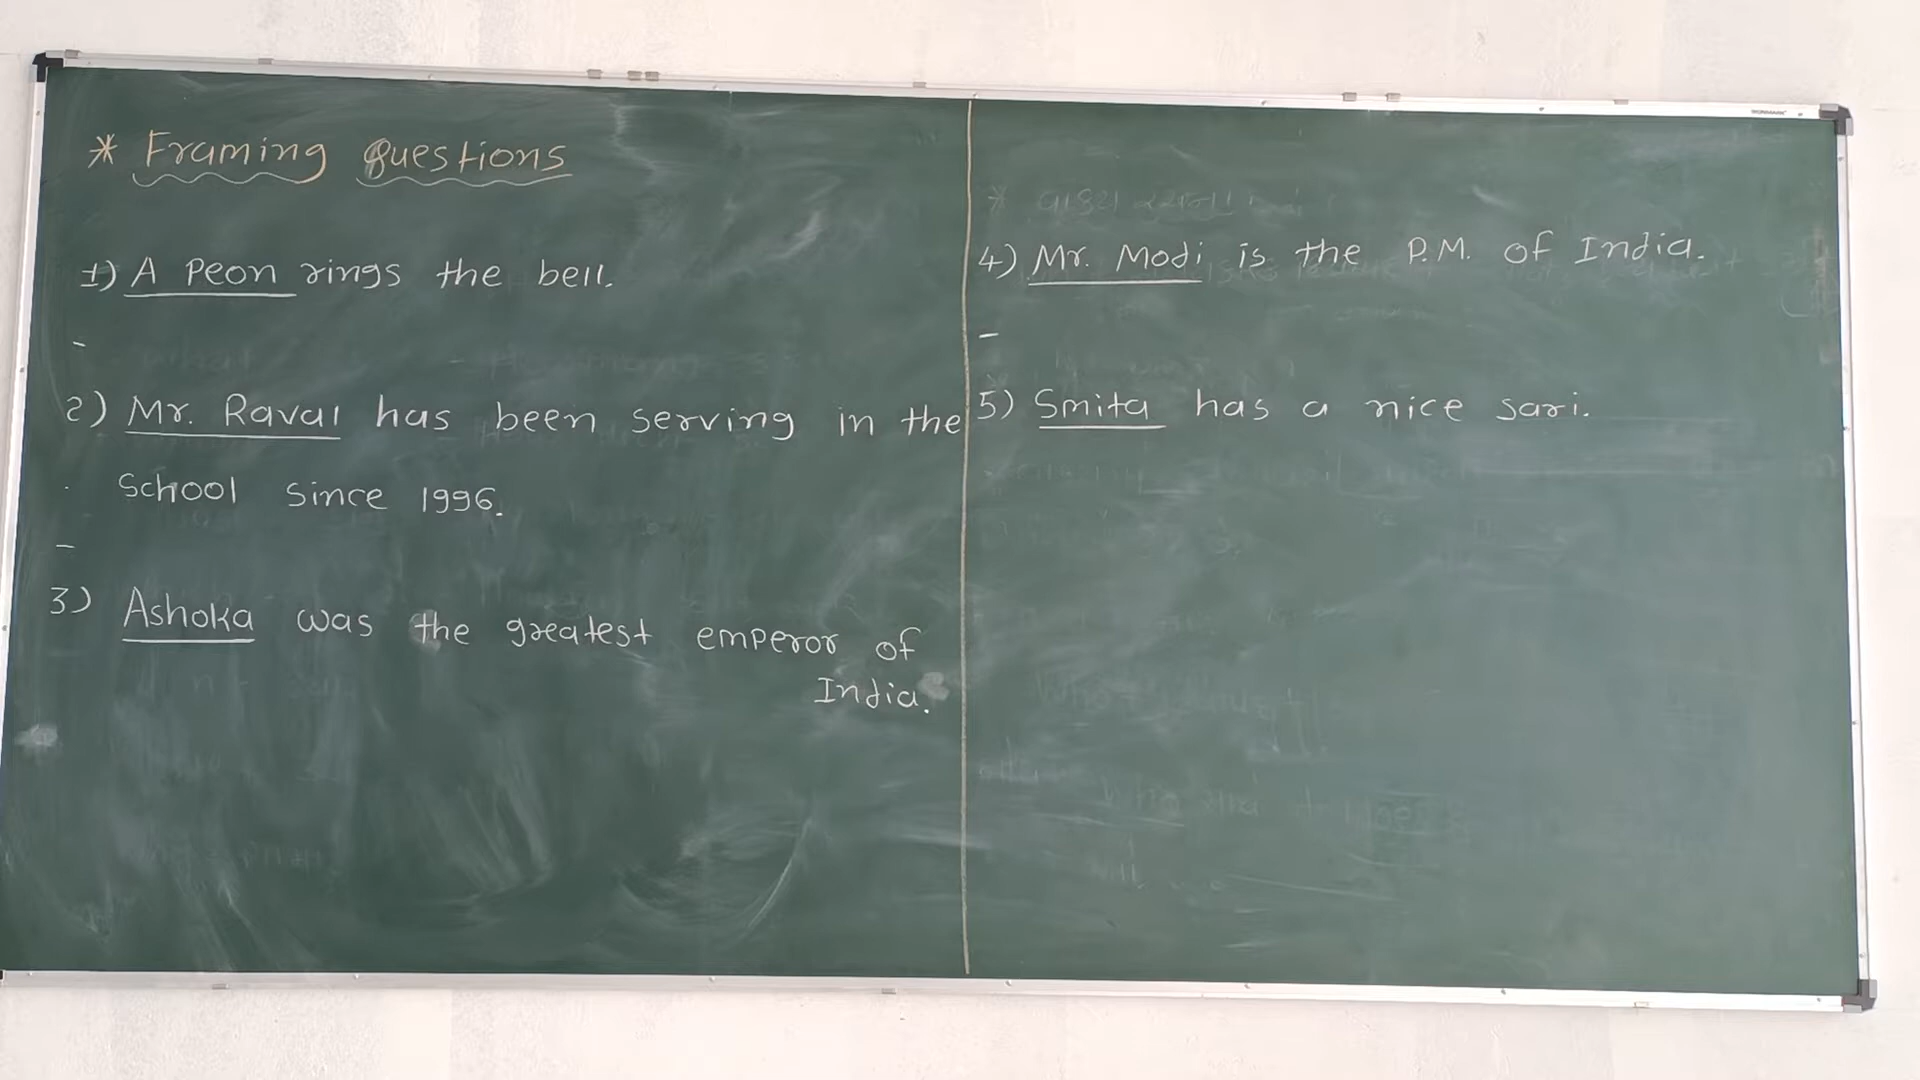 * Framing Questions
1) A Peon rings the bell.
-
2) Mr. Raval has been serving in the
School since 1996.
-
3) Ashoka was the greatest emperor of
India.
4) Mr. Modi is the P.M. of India.
-
5) Smita has a nice sari.